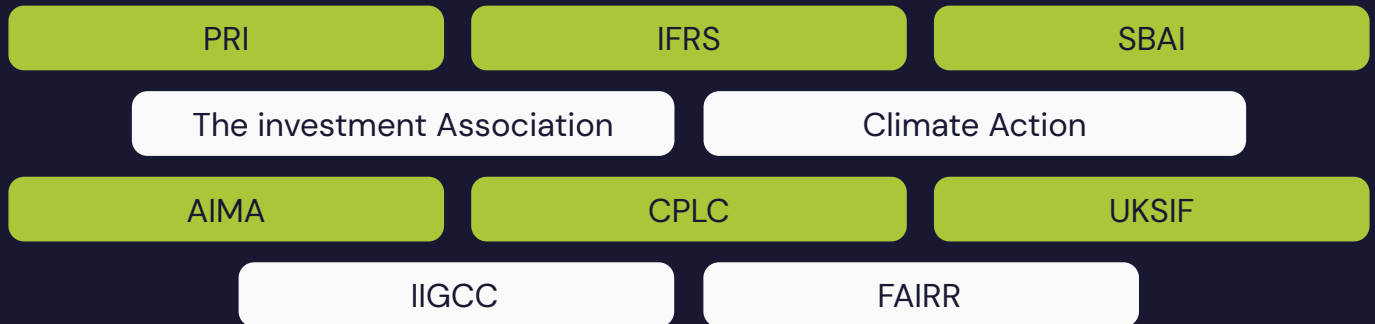 PRI IFRS SBAI
The investment Association Climate Action
AIMA CPLC UKSIF
IIGCC FAIRR